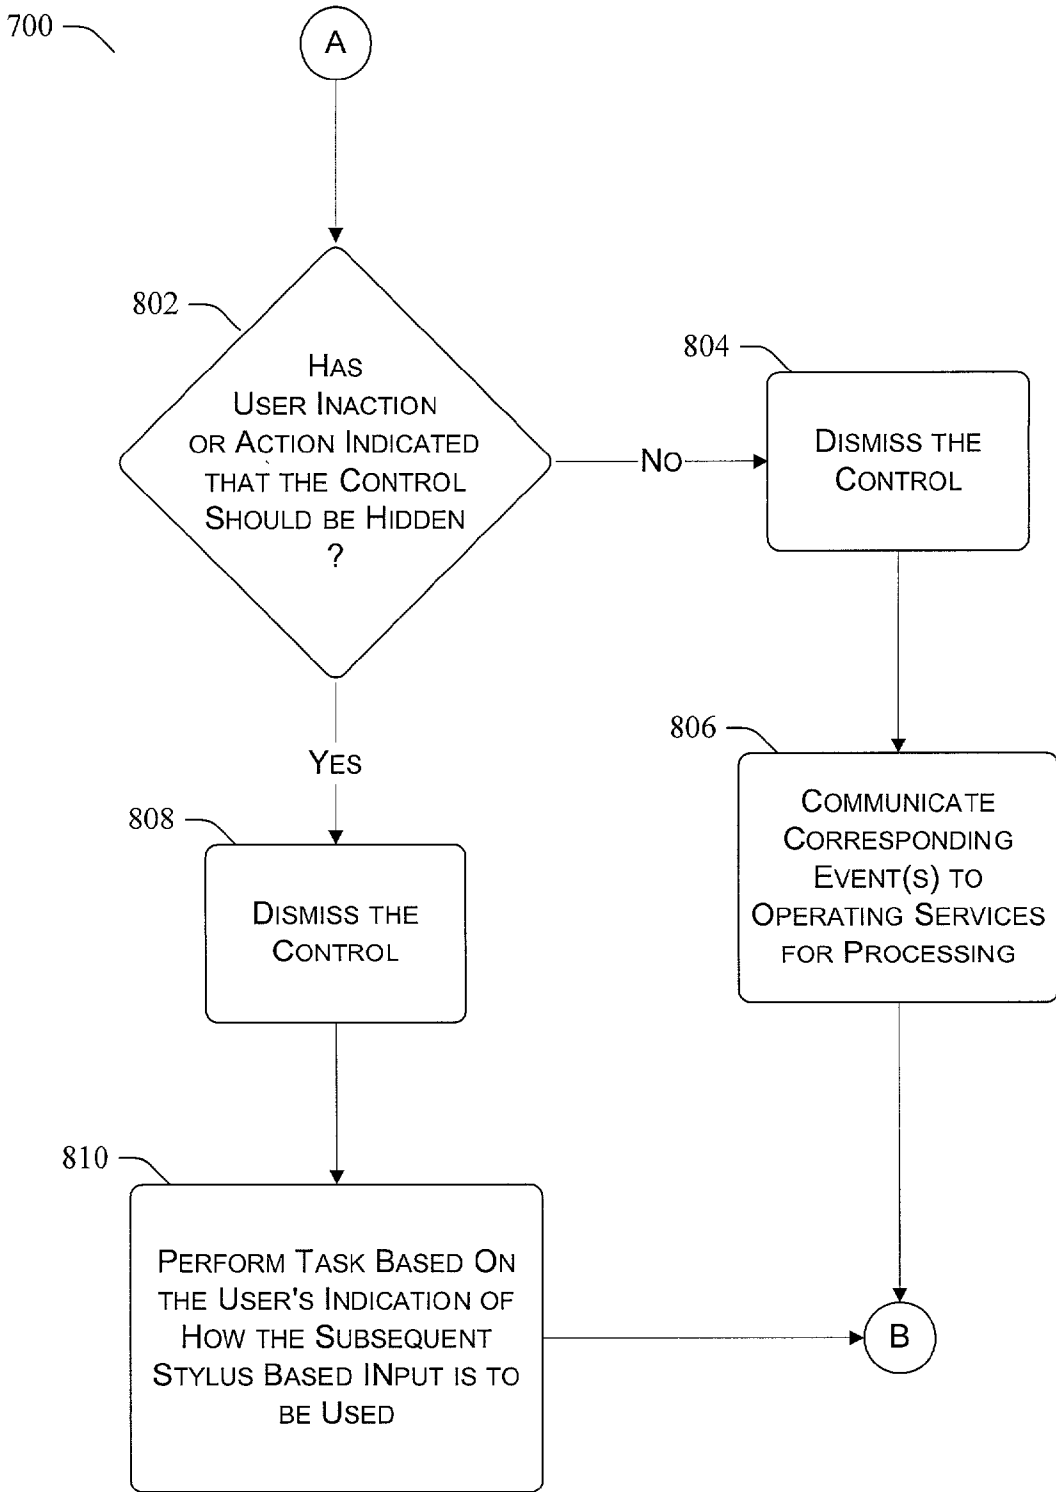 700
A
802
HAS
USER INACTION
OR ACTION INDICATED
THAT THE CONTROL
SHOULD BE HIDDEN
?
NO
804
DISMISS THE
CONTROL
806
COMMUNICATE
CORRESPONDING
EVENT(S) TO
OPERATING SERVICES
FOR PROCESSING
YES
808
DISMISS THE
CONTROL
810
PERFORM TASK BASED ON
THE USER'S INDICATION OF
HOW THE SUBSEQUENT
STYLUS BASED INPUT IS TO
BE USED
B